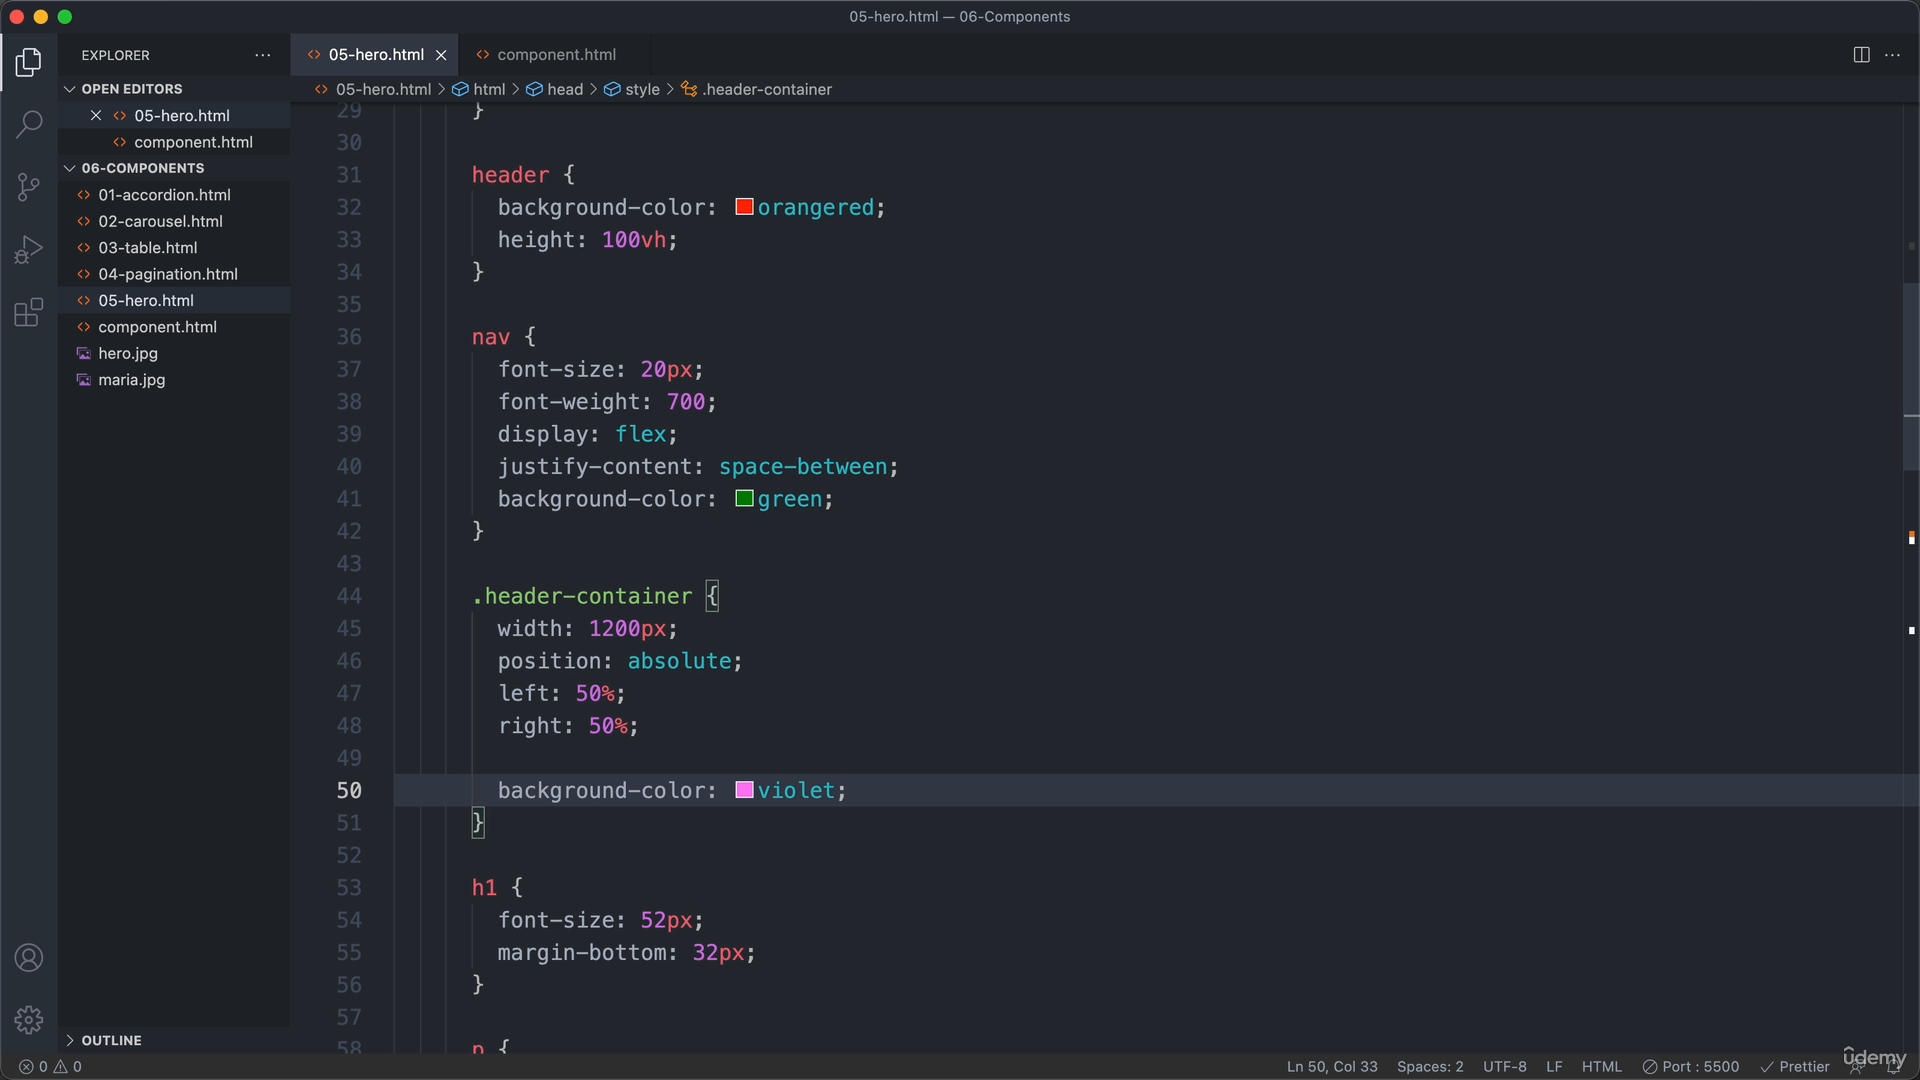 05-hero.html — 06-Components
EXPLORER
05-hero.html
component.html
OPEN EDITORS
05-hero.html
component.html
06-COMPONENTS
01-accordion.html
02-carousel.html
03-table.html
04-pagination.html
05-hero.html
component.html
hero.jpg
maria.jpg
OUTLINE
05-hero.html > html > head > style > .header-container
29 }
30
31 header {
32 background-color: orangered;
33 height: 100vh;
34 }
35
36 nav {
37 font-size: 20px;
38 font-weight: 700;
39 display: flex;
40 justify-content: space-between;
41 background-color: green;
42 }
43
44 .header-container {
45 width: 1200px;
46 position: absolute;
47 left: 50%;
48 right: 50%;
49
50 background-color: violet;
51 }
52
53 h1 {
54 font-size: 52px;
55 margin-bottom: 32px;
56 }
57
58 p {
0 0 Ln 50, Col 33 Spaces: 2 UTF-8 LF HTML Port : 5500 Prettier
udemy